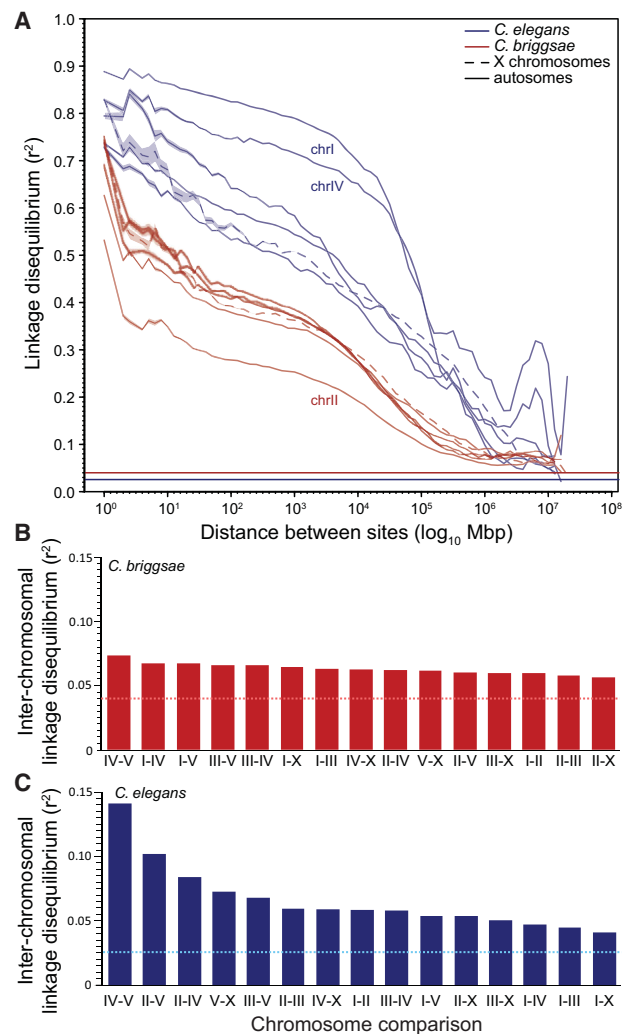 A
1.0
0.9
0.8
0.7
0.6
0.5
0.4
0.3
0.2
0.1
0.0
Linkage disequilibrium (r²)
C. elegans
C. briggsae
X chromosomes
autosomes
chrI
chrIV
chrII
10⁰ 10¹ 10² 10³ 10⁴ 10⁵ 10⁶ 10⁷ 10⁸
Distance between sites (log₁₀ Mbp)
B
C. briggsae
Inter-chromosomal
linkage disequilibrium (r²)
0.15
0.10
0.05
0
IV-V I-IV I-V III-V III-IV I-X I-III IV-X II-IV V-X II-V III-X I-II II-III II-X
C
C. elegans
Inter-chromosomal
linkage disequilibrium (r²)
0.15
0.10
0.05
0
IV-V II-V II-IV V-X III-V II-III IV-X I-II III-IV I-V II-X III-X I-IV I-III I-X
Chromosome comparison